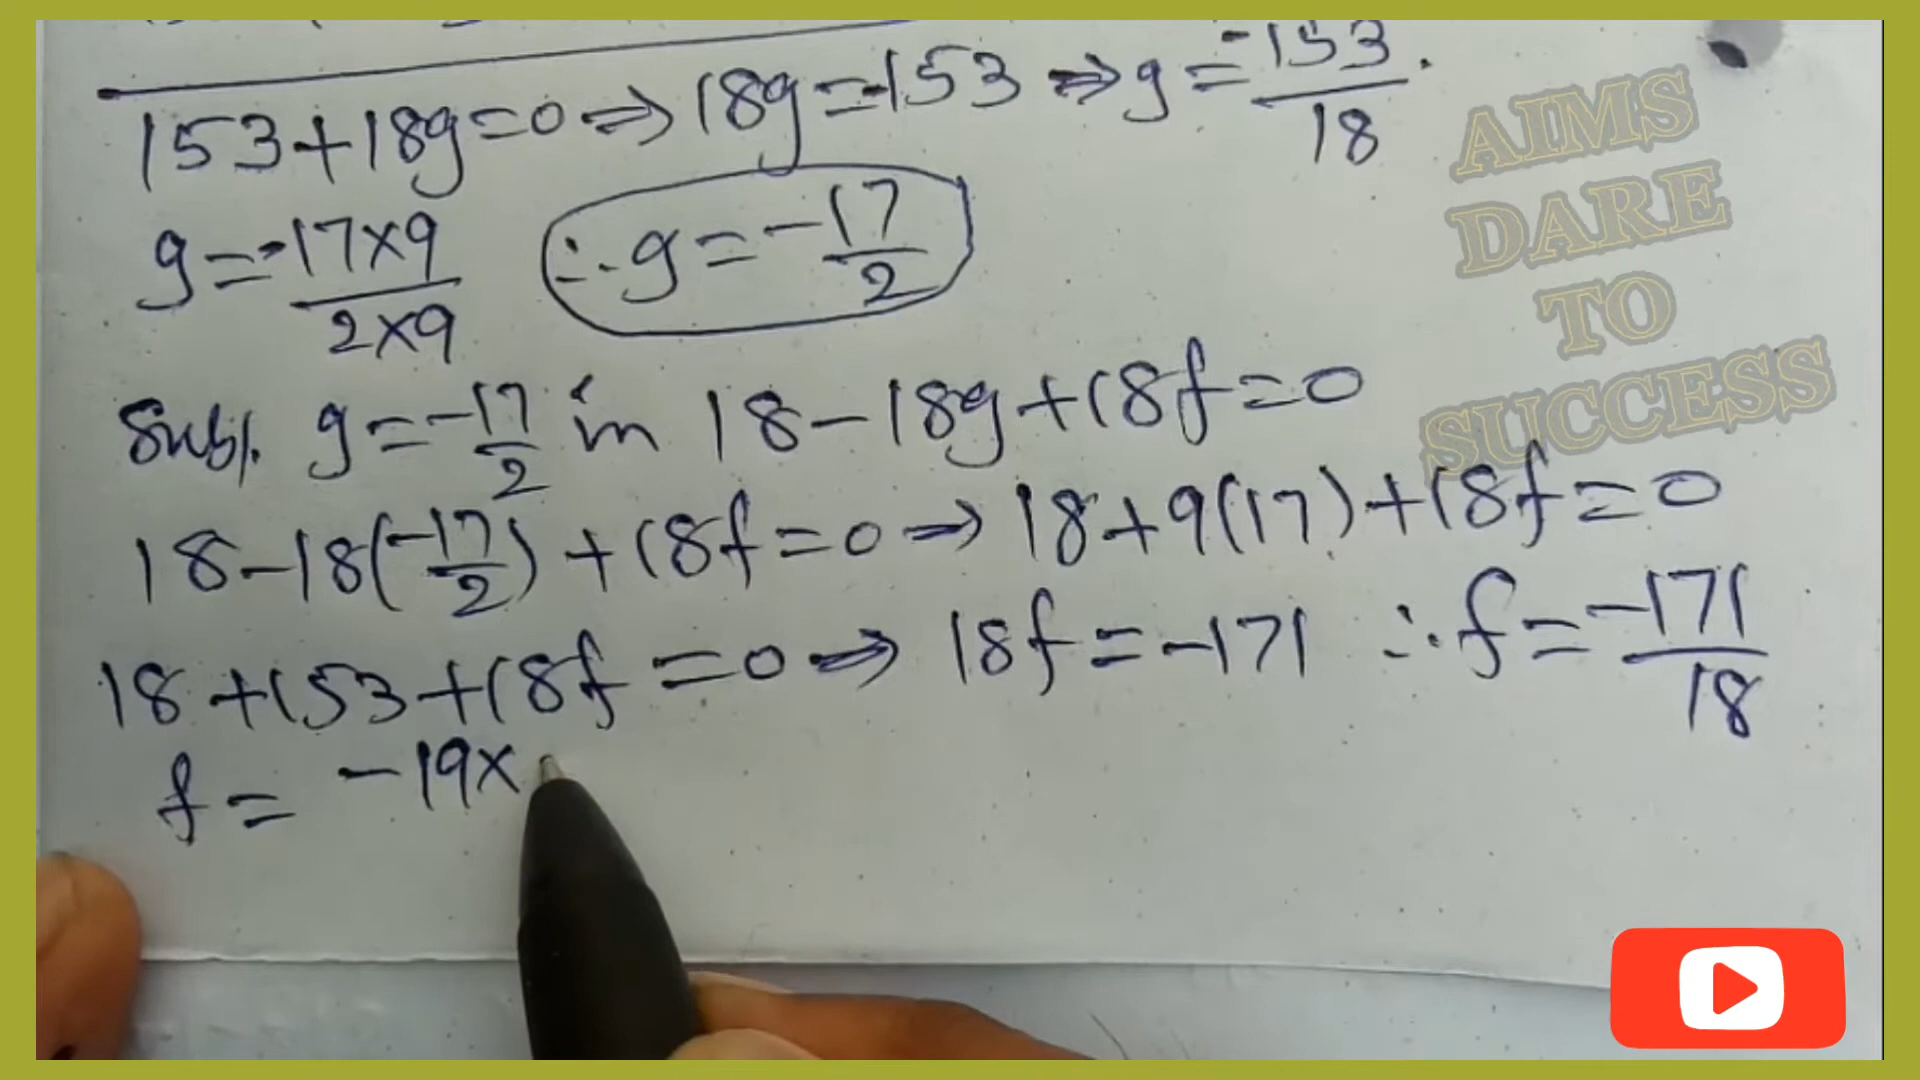 153+18g=0⇒18g=-153⇒g=-153/18.
g=-17×9/2×9 ∴g=-17/2
Sub/. g=-17/2 in 18-18g+18f=0
18-18(-17/2)+18f=0⇒18+9(17)+18f=0
18+153+18f=0⇒18f=-171 ∴f=-171/18
f=-19×
AIMS
DARE
TO
SUCCESS